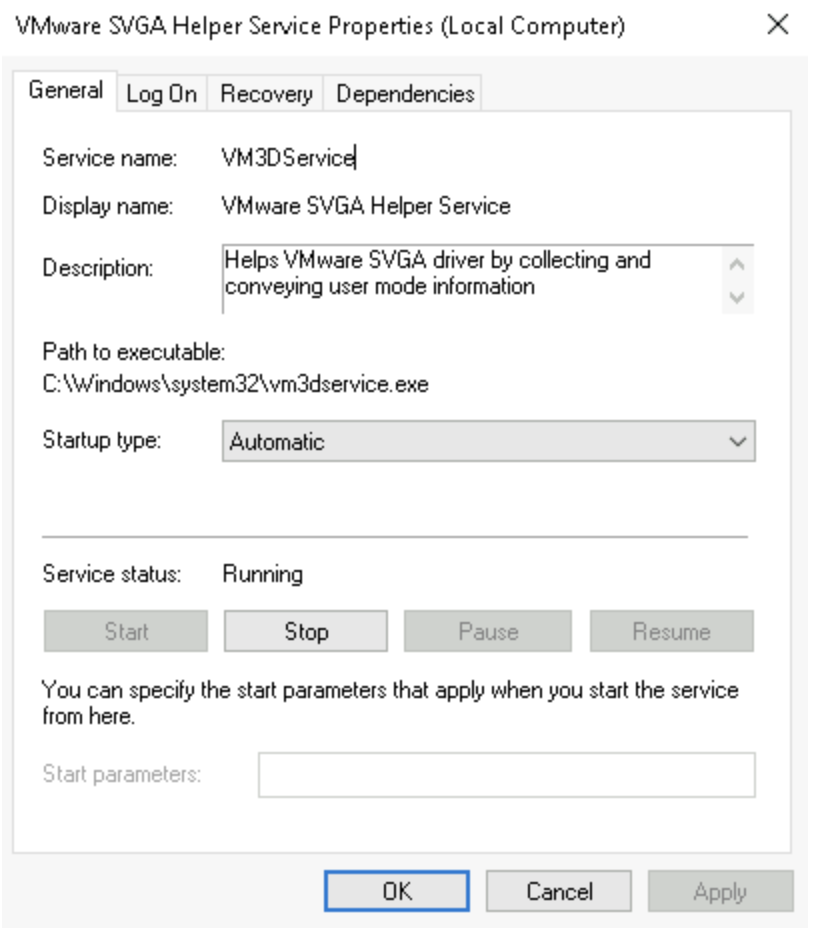 VMware SVGA Helper Service Properties (Local Computer)
General Log On Recovery Dependencies
Service name: VM3DService
Display name: VMware SVGA Helper Service
Description: Helps VMware SVGA driver by collecting and
conveying user mode information
Path to executable:
C:\Windows\system32\vm3dservice.exe
Startup type: Automatic
Service status: Running
Start Stop Pause Resume
You can specify the start parameters that apply when you start the service
from here.
Start parameters:
OK Cancel Apply